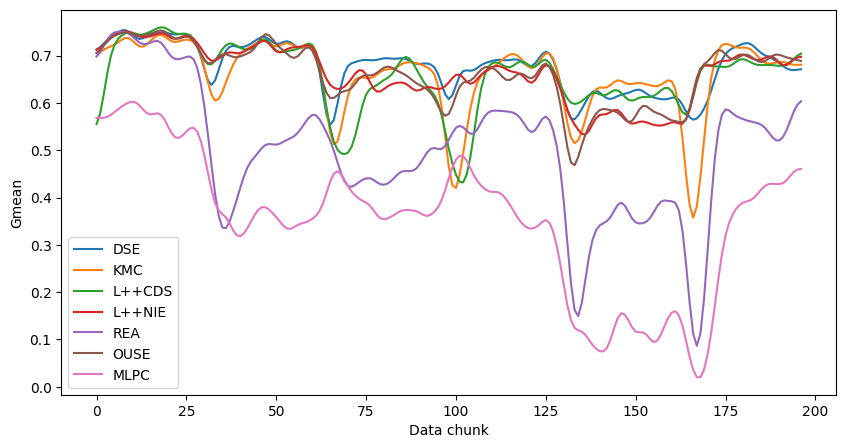 Gmean
0.7
0.6
0.5
0.4
0.3
0.2
0.1
0.0
DSE
KMC
L++CDS
L++NIE
REA
OUSE
MLPC
0 25 50 75 100 125 150 175 200
Data chunk